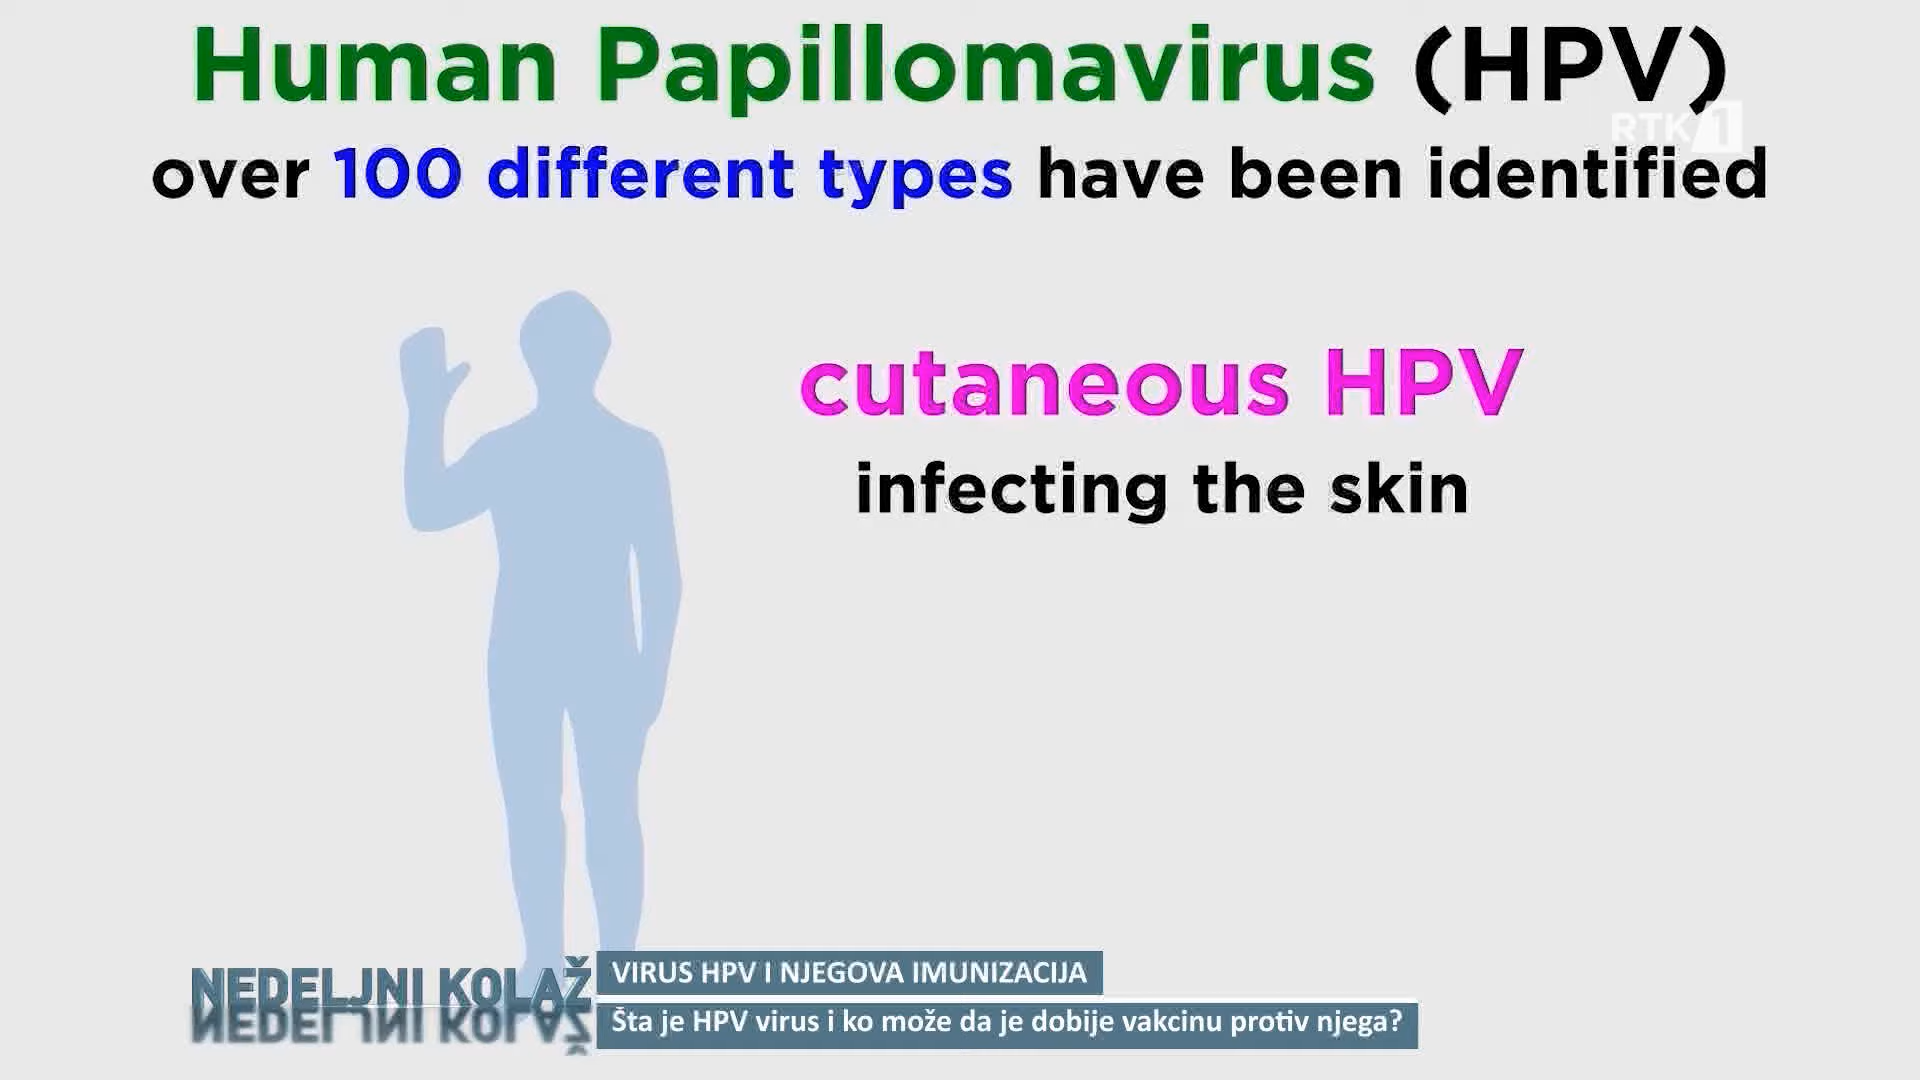 Human Papillomavirus (HPV)
RTK 1
over 100 different types have been identified
cutaneous HPV
infecting the skin
NEDELJNI KOLAŽ
VIRUS HPV I NJEGOVA IMUNIZACIJA
Šta je HPV virus i ko može da je dobije vakcinu protiv njega?